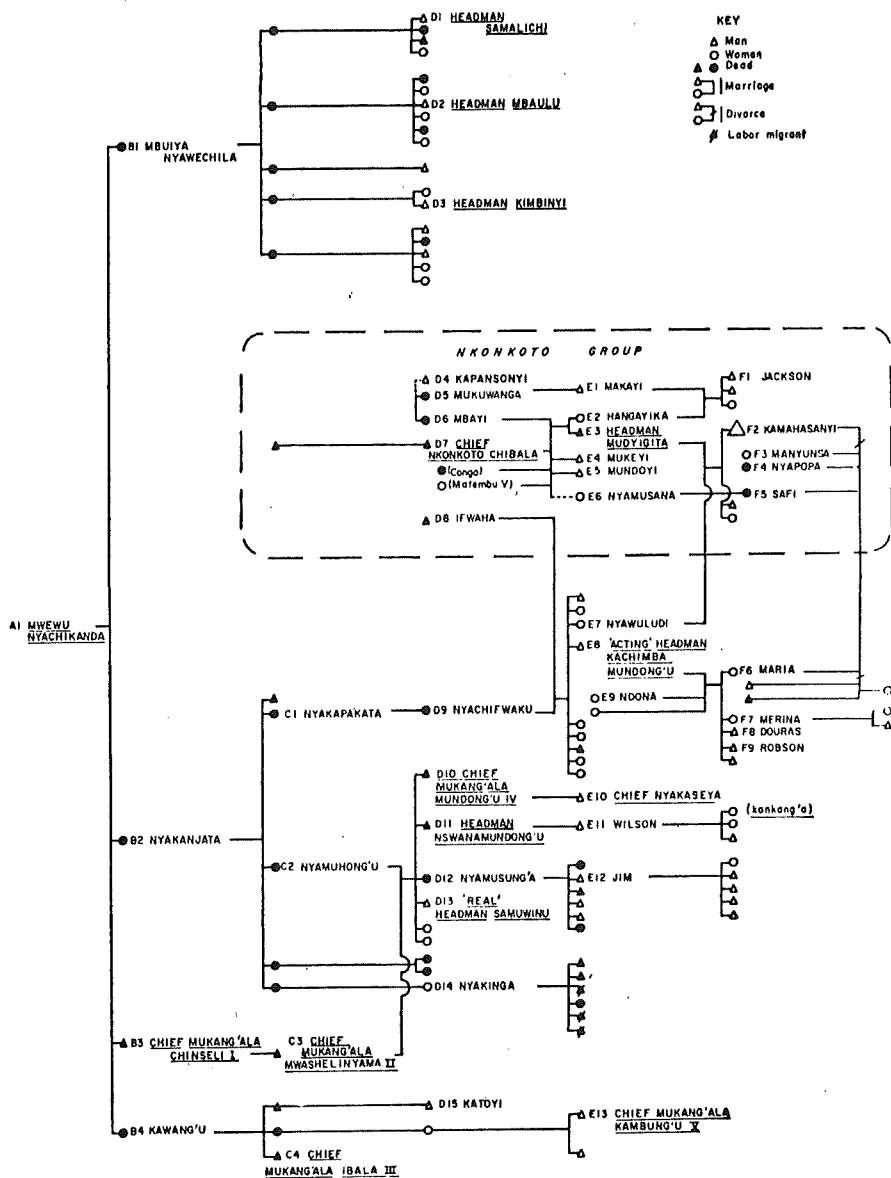 KEY
Man
Women
Dead
Marriage
Divorce
Labor migrant
D1 HEADMAN
SAMALICHI
D2 HEADMAN MBAULU
B1 MBUIYA
NYAWECHILA
D3 HEADMAN KIMBINYI
NKONKOTO GROUP
D4 KAPANSONYI
D5 MUKUWANGA
E1 MAKAYI
F1 JACKSON
D6 MBAYI
E2 HANGAYIKA
E3 HEADMAN
MUDYIGITA
F2 KAMAHASANYI
D7 CHIEF
NKONKOTO CHIBALA
E4 MUKEYI
F3 MANYUNSA
F4 NYAPOPA
(Congo)
E5 MUNDOYI
(Matembu V)
E6 NYAMUSANA
F5 SAFI
D8 IFWAHA
A1 MWEWU
NYACHIKANDA
E7 NYAWULUDI
E8 'ACTING' HEADMAN
KACHIMBA
MUNDONG'U
F6 MARIA
E9 NDONA
C1 NYAKAPAKATA
D9 NYACHIFWAKU
F7 MERINA
F8 DOURAS
F9 ROBSON
D10 CHIEF
MUKANG'ALA
MUNDONG'U IV
E10 CHIEF NYAKASEYA
(kankang'a)
D11 HEADMAN
NSWANAMUNDONG'U
E11 WILSON
B2 NYAKANJATA
C2 NYAMUHONG'U
D12 NYAMUSUNG'A
E12 JIM
D13 'REAL'
HEADMAN SAMUWINU
D14 NYAKINGA
B3 CHIEF MUKANG'ALA
CHINSELI I
C3 CHIEF
MUKANG'ALA
MWASHELINYAMA II
D15 KATOYI
E13 CHIEF MUKANG'ALA
KAMBUNG'U V
B4 KAWANG'U
C4 CHIEF
MUKANG'ALA IBALA III